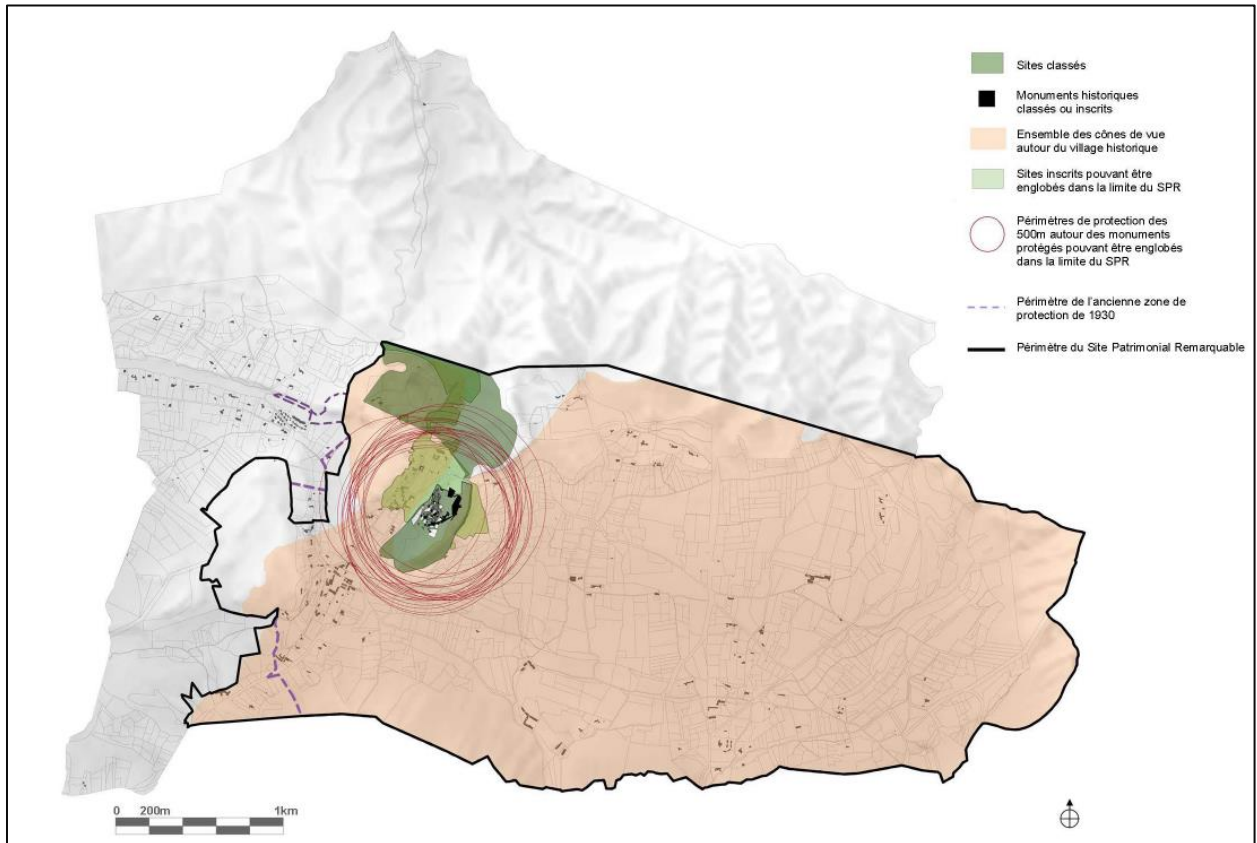 Sites classés
Monuments historiques
classés ou inscrits
Ensemble des cônes de vue
autour du village historique
Sites inscrits pouvant être
englobés dans la limite du SPR
Périmètres de protection des
500m autour des monuments
protégés pouvant être englobés
dans la limite du SPR
Périmètre de l'ancienne zone de
protection de 1930
Périmètre du Site Patrimonial Remarquable
0 200m 1km